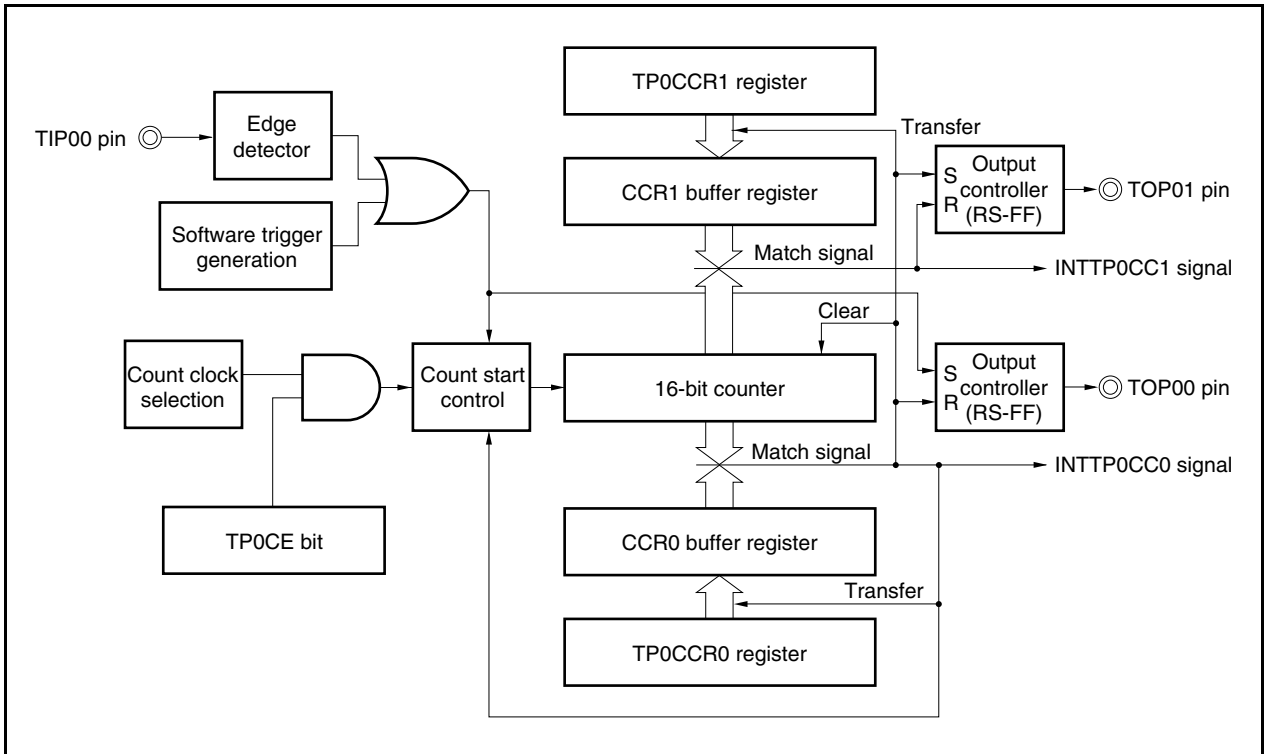 TP0CCR1 register
TIP00 pin
Edge
detector
Transfer
CCR1 buffer register
S
R
Output
controller
(RS-FF)
TOP01 pin
Software trigger
generation
Match signal
INTTP0CC1 signal
Clear
Count clock
selection
Count start
control
16-bit counter
S
R
Output
controller
(RS-FF)
TOP00 pin
Match signal
INTTP0CC0 signal
TP0CE bit
CCR0 buffer register
Transfer
TP0CCR0 register